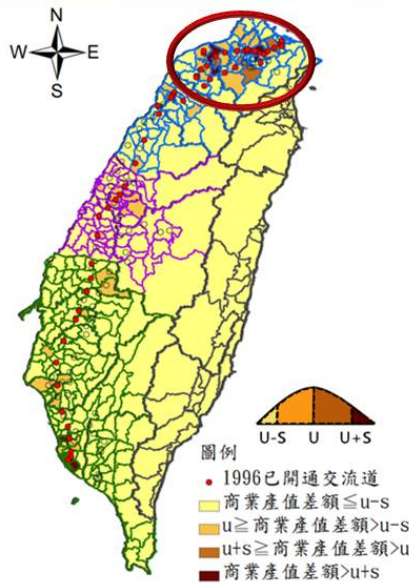 N
W E
S
U-S U U+S
圖例
1996已開通交流道
商業產值差額≦u-s
u≧商業產值差額>u-s
u+s≧商業產值差額>u
商業產值差額>u+s